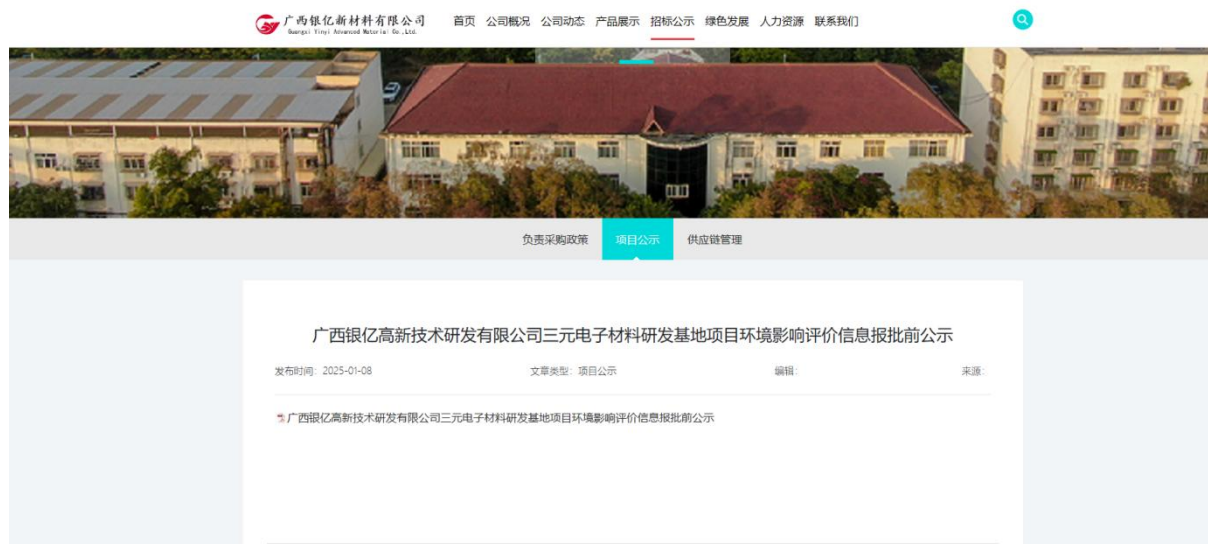 广西银亿新材料有限公司
Guangxi Yinyi Advanced Material Co.,Ltd.
首页 公司概况 公司动态 产品展示 招标公示 绿色发展 人力资源 联系我们
负责采购政策 项目公示 供应链管理
广西银亿高新技术研发有限公司三元电子材料研发基地项目环境影响评价信息报批前公示
发布时间: 2025-01-08 文章类型: 项目公示 编辑: 来源:
广西银亿高新技术研发有限公司三元电子材料研发基地项目环境影响评价信息报批前公示